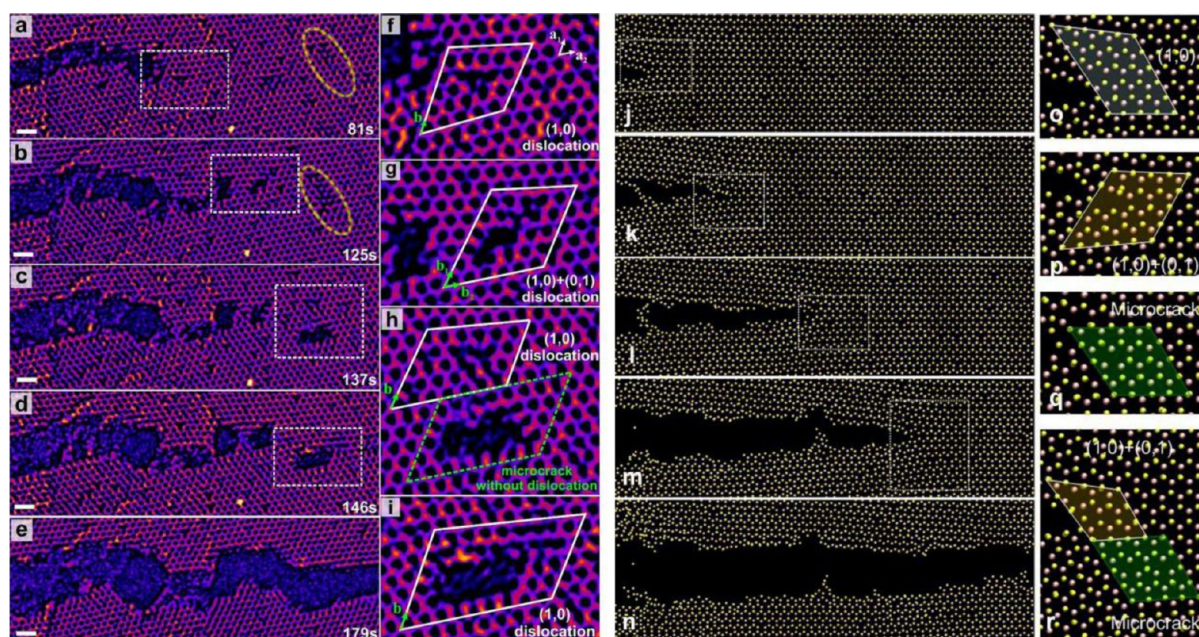 a
81s
b
125s
c
137s
d
146s
e
179s
f
a₁
a₂
b
(1,0)
dislocation
g
b
b
(1,0)+(0,1)
dislocation
h
(1,0)
dislocation
b
microcrack
without dislocation
i
b
(1,0)
dislocation
j
k
l
m
n
(1,0)
o
p
(1,0)+(0,1)
Microcrack
q
(1,0)+(0,1)
r
Microcrack